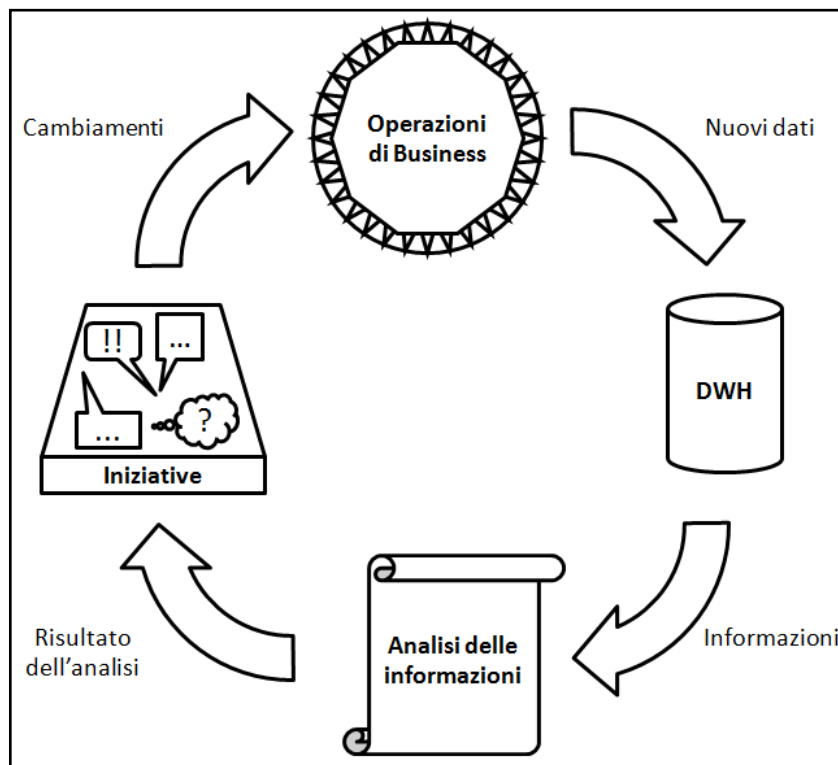 Operazioni
di Business
Cambiamenti
Nuovi dati
!!
...
...
?
DWH
Iniziative
Analisi delle
informazioni
Informazioni
Risultato
dell'analisi